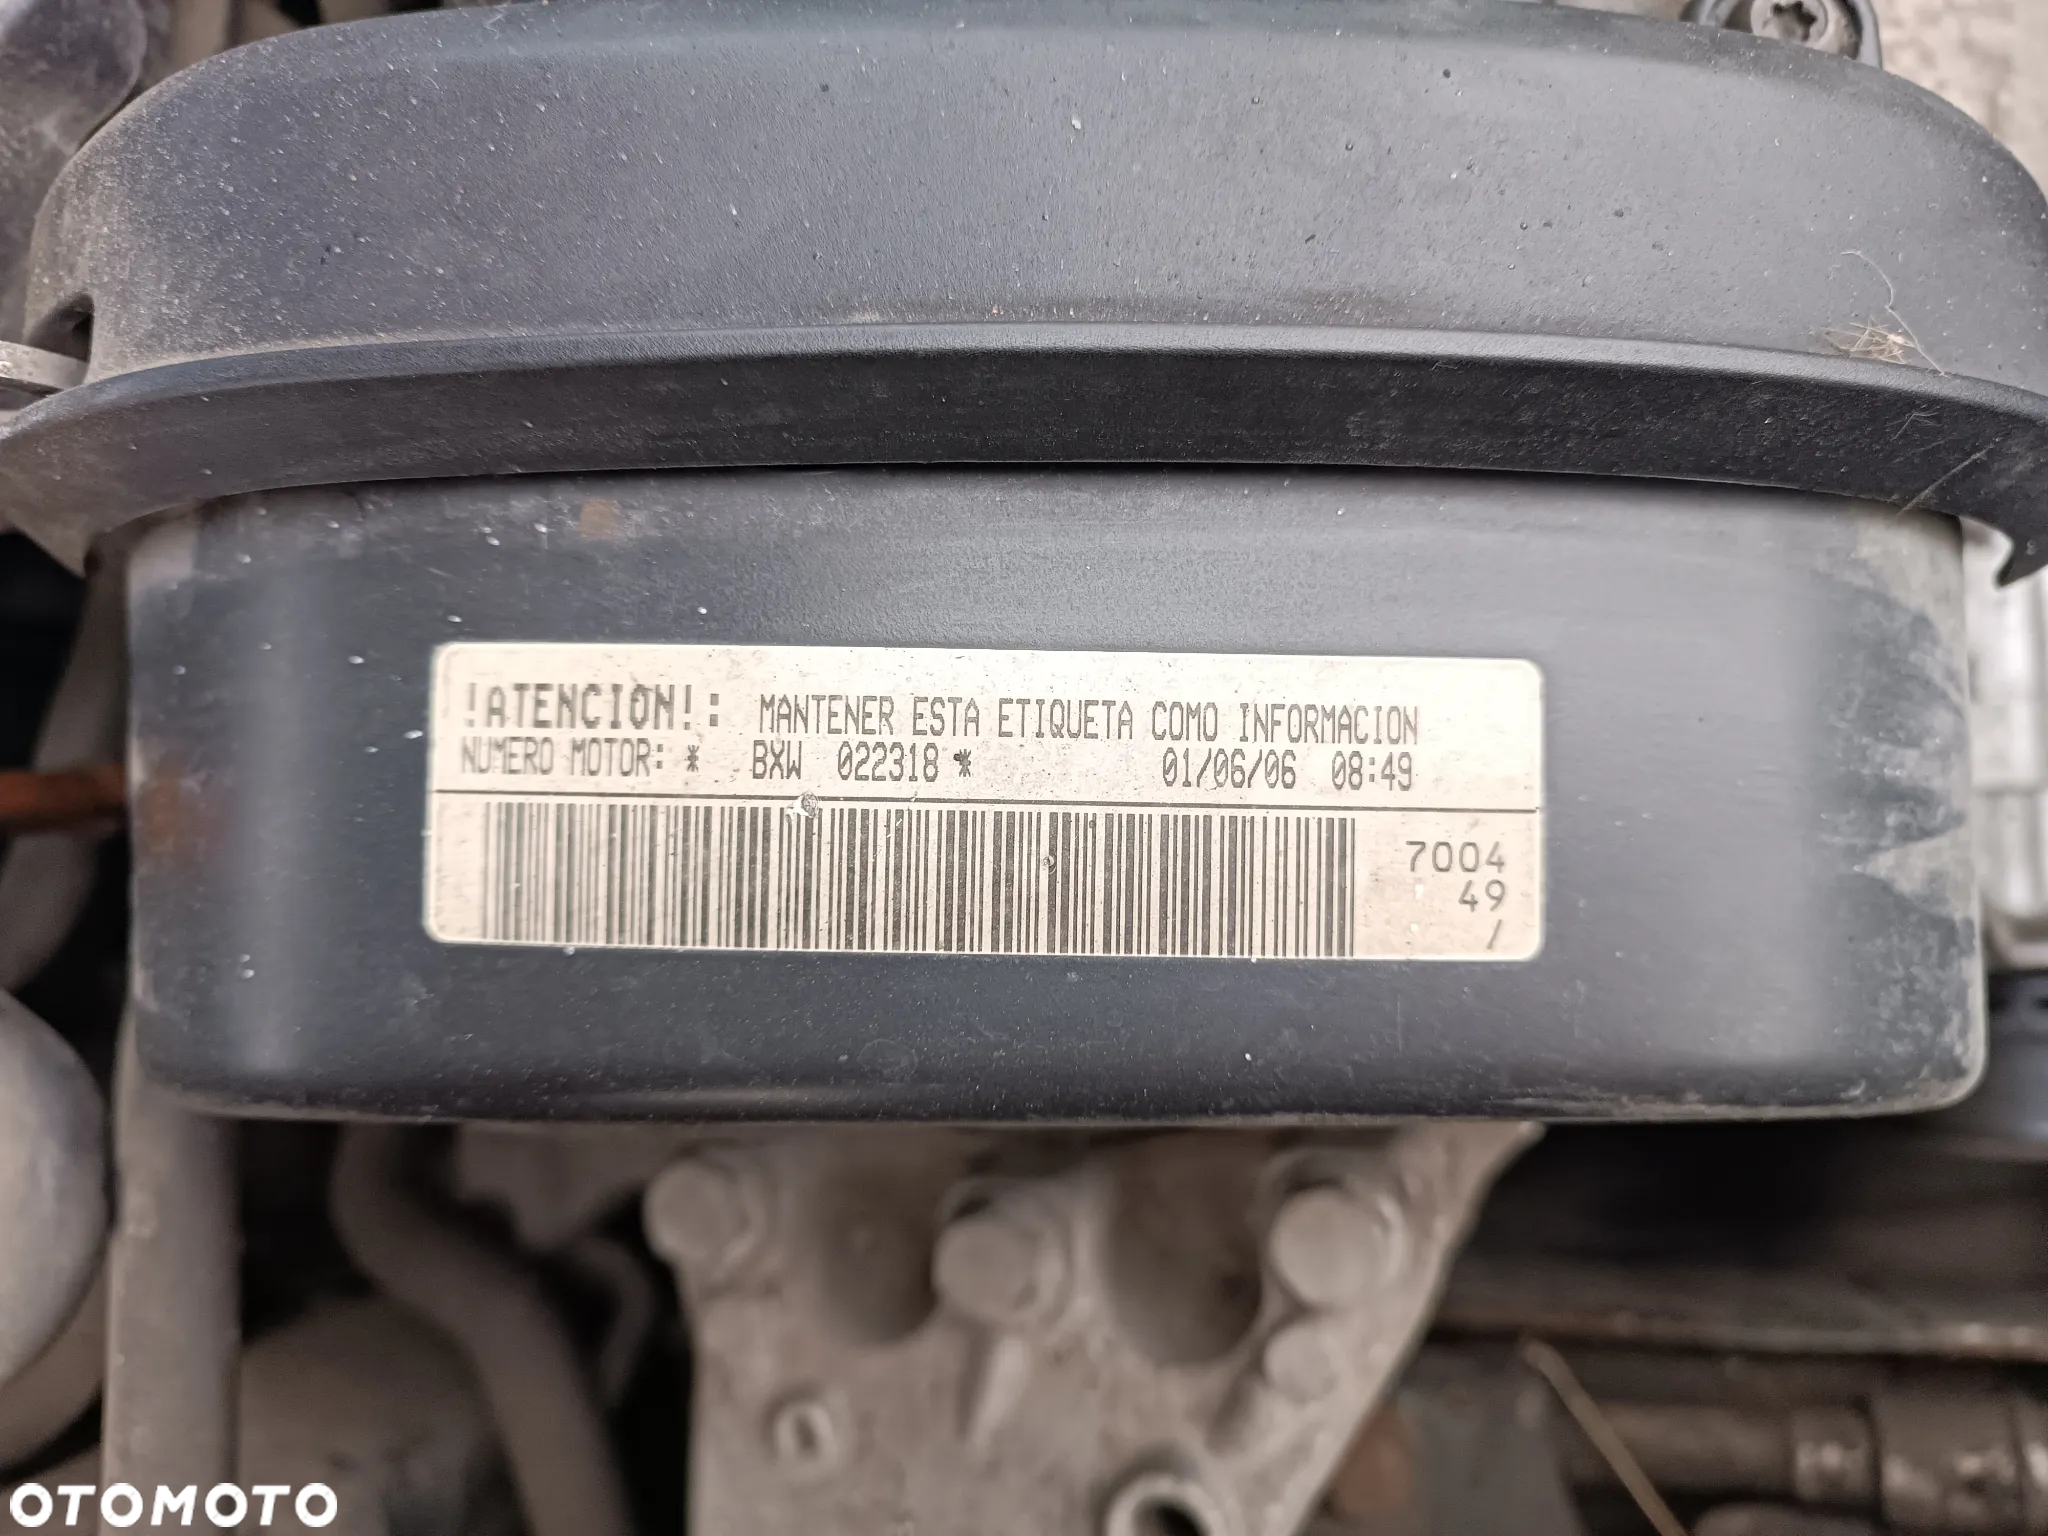 !ATENCION!: MANTENER ESTA ETIQUETA COMO INFORMACION
NUMERO MOTOR: * BXW 022318 * 01/06/06 08:49
7004
49
/
OTOMOTO